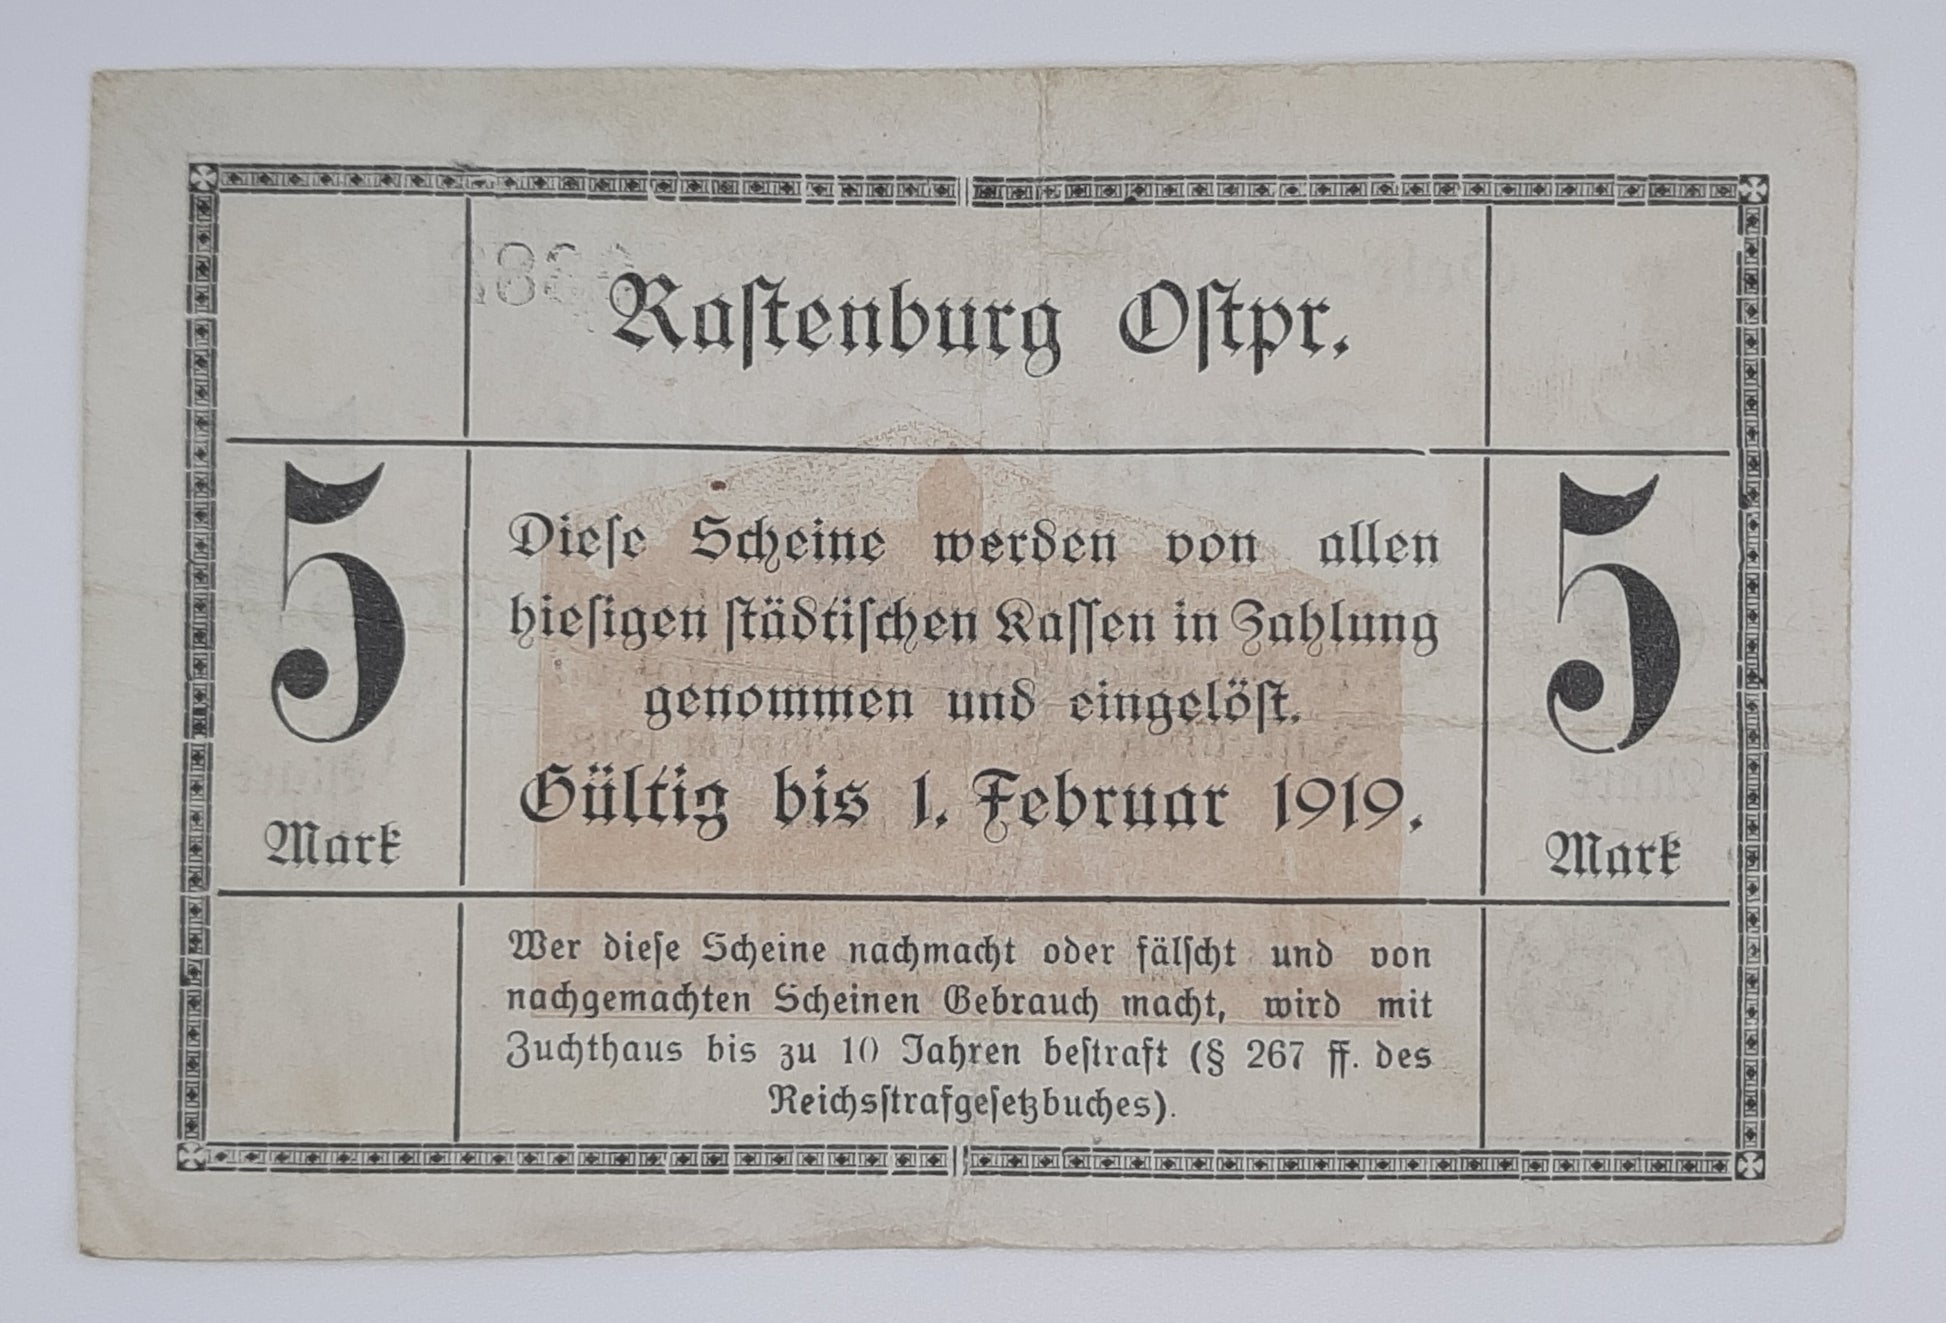 Rastenburg Ostpr.
5
Mark
Diese Scheine werden von allen
hiesigen städtischen Kassen in Zahlung
genommen und eingelöst.
Gültig bis 1. Februar 1919.
5
Mark
Wer diese Scheine nachmacht oder fälscht und von
nachgemachten Scheinen Gebrauch macht, wird mit
Zuchthaus bis zu 10 Jahren bestraft (§ 267 ff. des
Reichsstrafgesetzbuches).